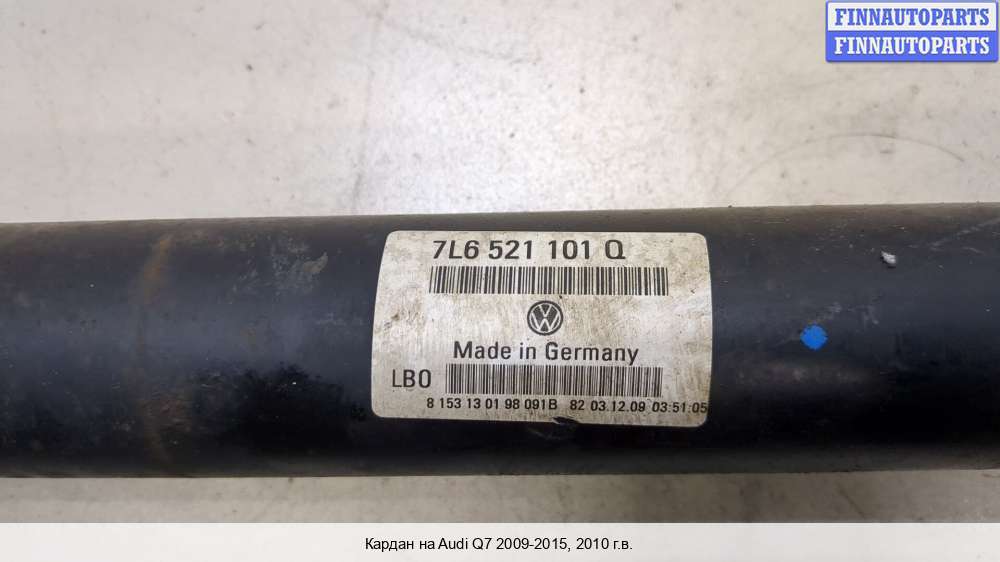 FINNAUTOPARTS
FINNAUTOPARTS
7L6 521 101 Q
Made in Germany
LB0
8 153 13 01 98 091B 82 03.12.09 03:51:05
Кардан на Audi Q7 2009-2015, 2010 г.в.